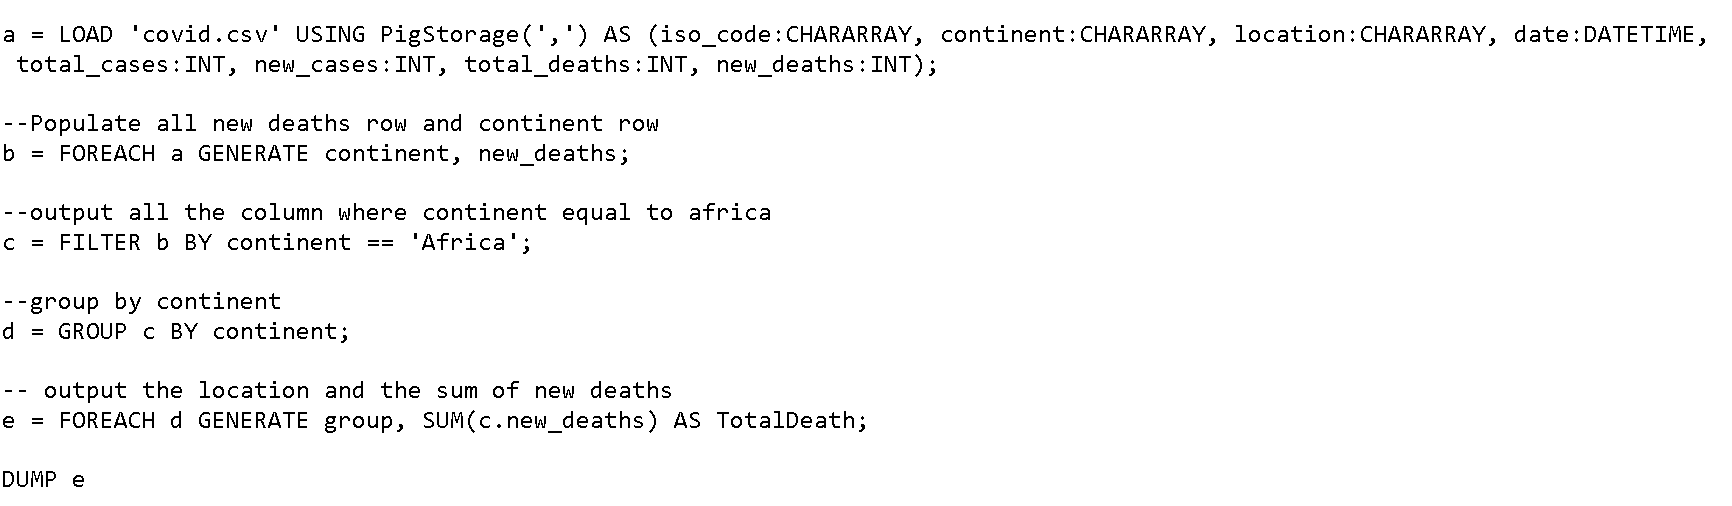 a = LOAD 'covid.csv' USING PigStorage(',') AS (iso_code:CHARARRAY, continent:CHARARRAY, location:CHARARRAY, date:DATETIME,
total_cases:INT, new_cases:INT, total_deaths:INT, new_deaths:INT);
--Populate all new deaths row and continent row
b = FOREACH a GENERATE continent, new_deaths;
--output all the column where continent equal to africa
c = FILTER b BY continent == 'Africa';
--group by continent
d = GROUP c BY continent;
-- output the location and the sum of new deaths
e = FOREACH d GENERATE group, SUM(c.new_deaths) AS TotalDeath;
DUMP e